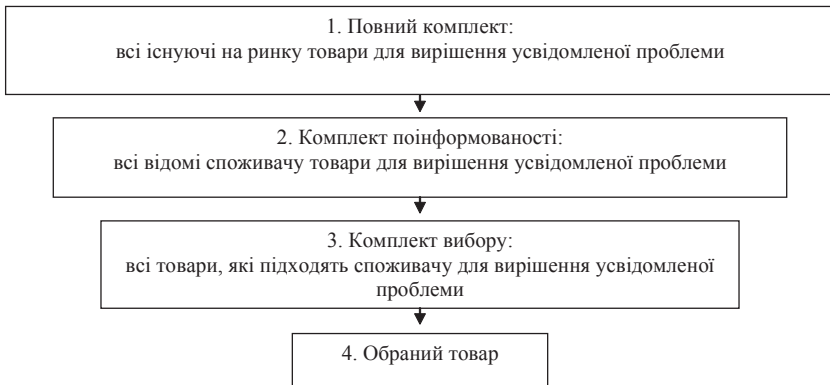 1. Повний комплект:
всі існуючі на ринку товари для вирішення усвідомленої проблеми
2. Комплект поінформованості:
всі відомі споживачу товари для вирішення усвідомленої проблеми
3. Комплект вибору:
всі товари, які підходять споживачу для вирішення усвідомленої
проблеми
4. Обраний товар